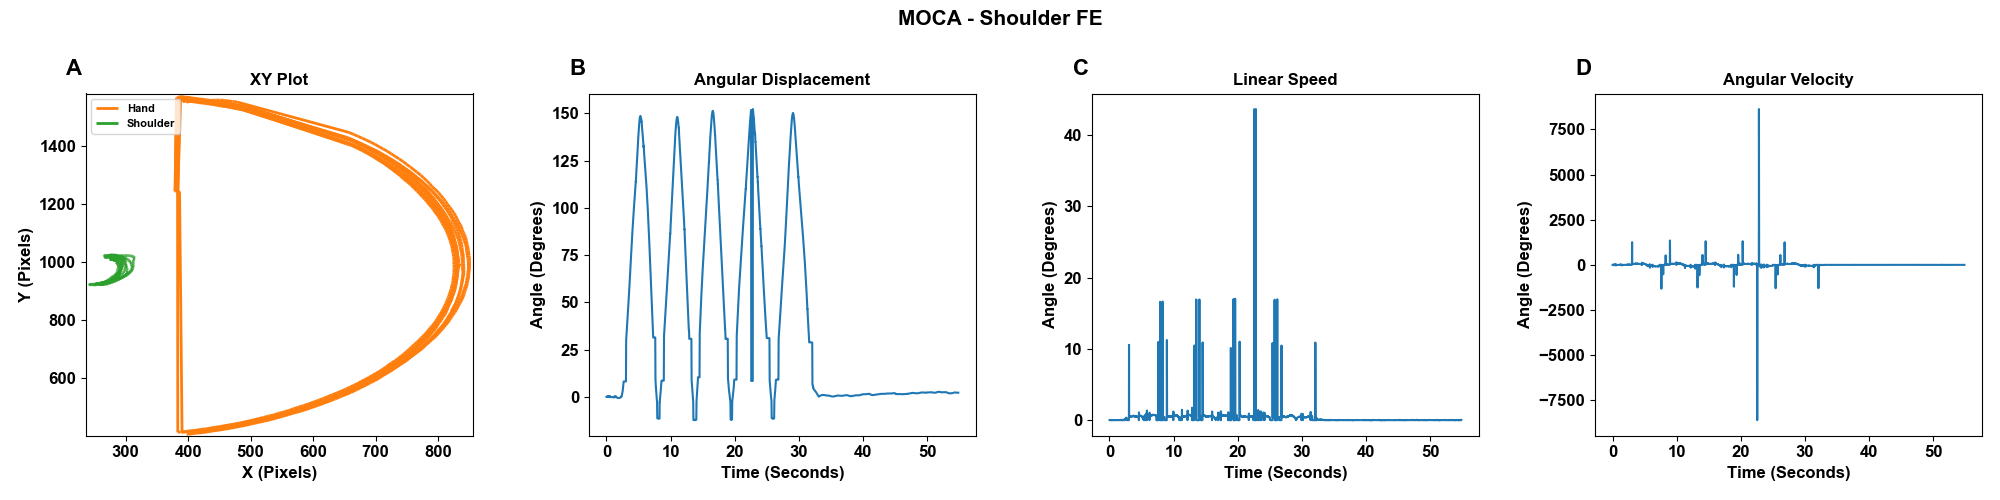 MOCA - Shoulder FE
A
XY Plot
Hand
Shoulder
Y (Pixels)
1400
1200
1000
800
600
300 400 500 600 700 800
X (Pixels)
B
Angular Displacement
Angle (Degrees)
150
125
100
75
50
25
0
0 10 20 30 40 50
Time (Seconds)
C
Linear Speed
Angle (Degrees)
40
30
20
10
0
0 10 20 30 40 50
Time (Seconds)
D
Angular Velocity
Angle (Degrees)
7500
5000
2500
0
−2500
−5000
−7500
0 10 20 30 40 50
Time (Seconds)